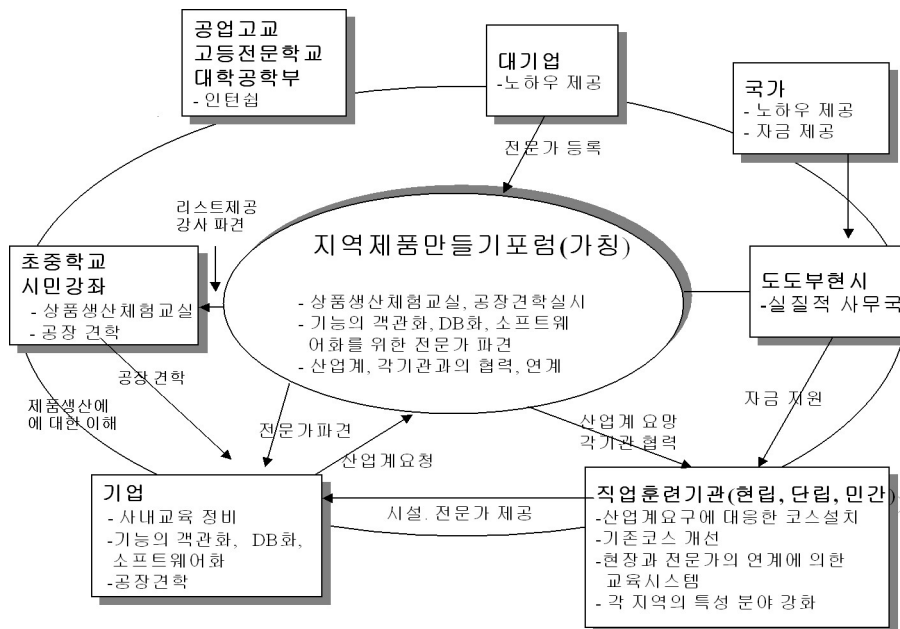 공업고교
고등전문학교
대학공학부
- 인턴쉽
대기업
-노하우 제공
국가
- 노하우 제공
- 자금 제공
전문가 등록
리스트제공
강사 파견
지역제품만들기포럼(가칭)
- 상품생산체험교실, 공장견학실시
- 기능의 객관화, DB화, 소프트웨
어화를 위한 전문가 파견
- 산업계, 각기관과의 협력, 연계
초중학교
시민강좌
- 상품생산체험교실
- 공장 견학
도도부현시
-실질적 사무국
공장 견학
제품생산에
에 대한 이해
전문가파견
산업계요청
산업계 요망
각기관 협력
자금 지원
기업
- 사내교육 정비
-기능의 객관화, DB화,
소프트웨어화
-공장견학
시설. 전문가 제공
직업훈련기관(현립, 단립, 민간)
-산업계요구에 대응한 코스설치
-기존코스 개선
-현장과 전문가의 연계에 의한
교육시스템
- 각 지역의 특성 분야 강화